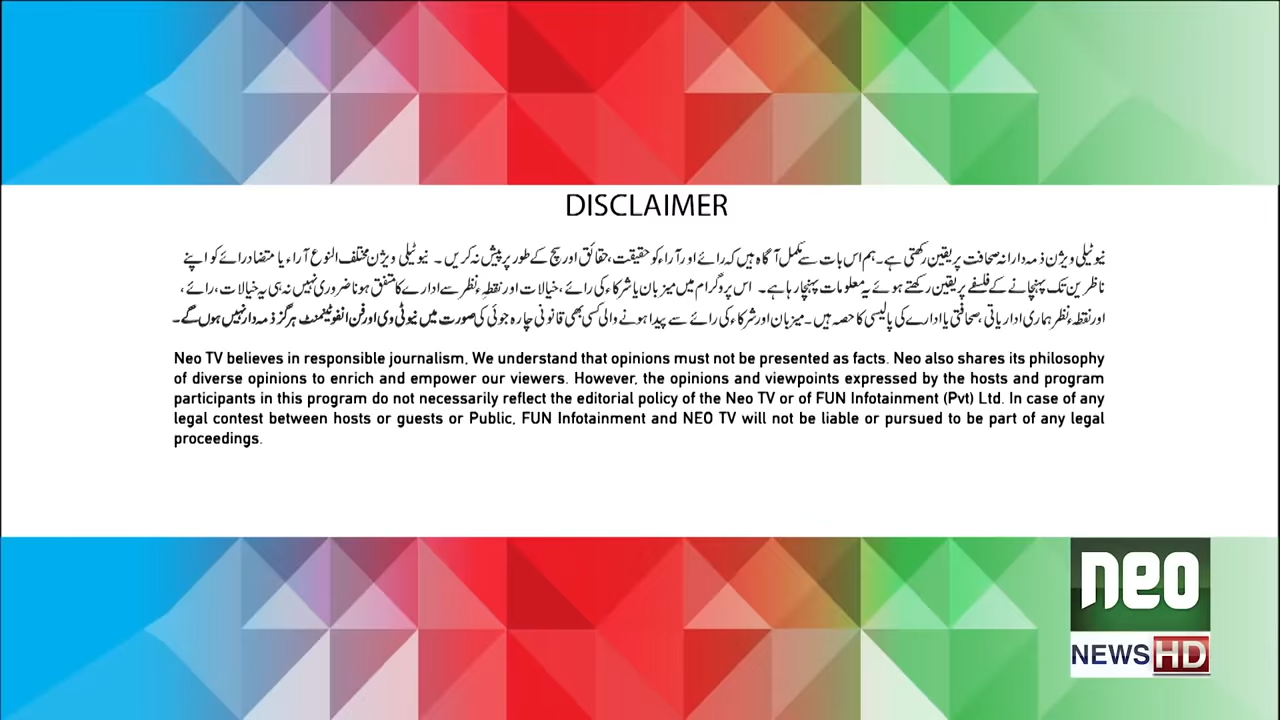 DISCLAIMER
نیو ٹیلی ویژن ذمہ دارانہ صحافت پر یقین رکھتی ہے۔ ہم اس بات سے مکمل آگاہ ہیں کہ رائے اور آراء کو حقیقت، حقائق اور سچ کے طور پر پیش نہ کریں ۔ نیو ٹیلی ویژن مختلف النوع آراء یا متضاد رائے کو اپنے
ناظرین تک پہنچانے کے فلسفے پر یقین رکھتے ہوئے یہ معلومات پہنچا رہا ہے۔ اس پروگرام میں میزبان یا شرکاء کی رائے ، خیالات اور نقطہء نظر سے ادارے کا متفق ہونا ضروری نہیں نہ ہی یہ خیالات، رائے،
اور نقطہء نظر ہماری اداریاتی، صحافتی یا ادارے کی پالیسی کا حصہ ہیں۔ میزبان اور شرکاء کی رائے سے پیدا ہونے والی کسی بھی قانونی چارہ جوئی کی صورت میں نیو ٹی وی اور فن انفوٹینمنٹ ہرگز ذمہ دار نہیں ہوں گے۔
Neo TV believes in responsible journalism, We understand that opinions must not be presented as facts. Neo also shares its philosophy
of diverse opinions to enrich and empower our viewers. However, the opinions and viewpoints expressed by the hosts and program
participants in this program do not necessarily reflect the editorial policy of the Neo TV or of FUN Infotainment (Pvt) Ltd. In case of any
legal contest between hosts or guests or Public, FUN Infotainment and NEO TV will not be liable or pursued to be part of any legal
proceedings.
neo
NEWS HD